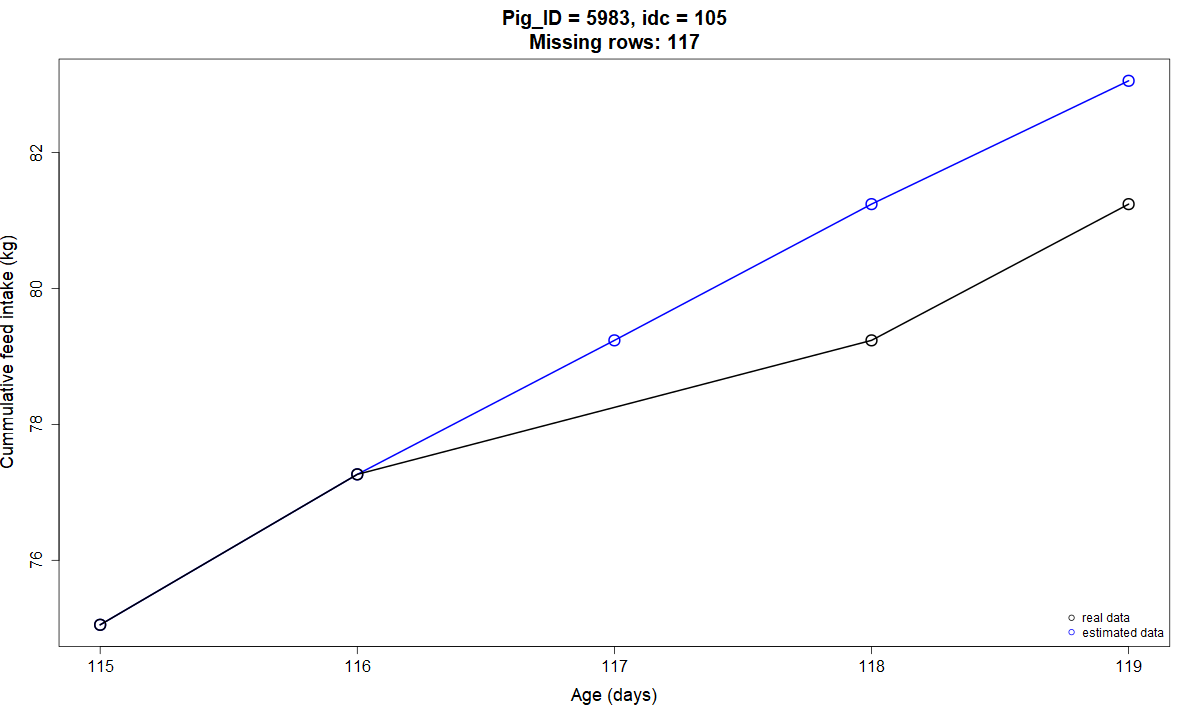 Pig_ID = 5983, idc = 105
Missing rows: 117
Cummulative feed intake (kg)
82
80
78
76
115 116 117 118 119
Age (days)
real data
estimated data